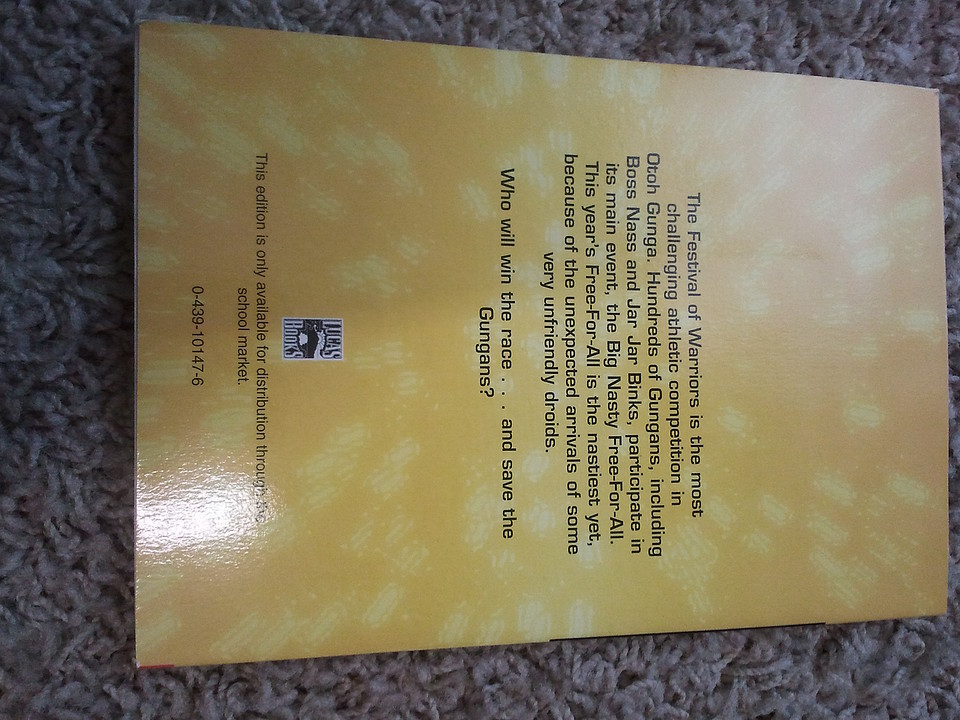 The Festival of Warriors is the most
challenging athletic competition in
Otoh Gunga. Hundreds of Gungans, including
Boss Nass and Jar Jar Binks, participate in
its main event, the Big Nasty Free-For-All.
This year's Free-For-All is the nastiest yet,
because of the unexpected arrivals of some
very unfriendly droids.
Who will win the race . . . and save the
Gungans?
LUCAS
BOOKS
This edition is only available for distribution through the
school market.
0-439-10147-6